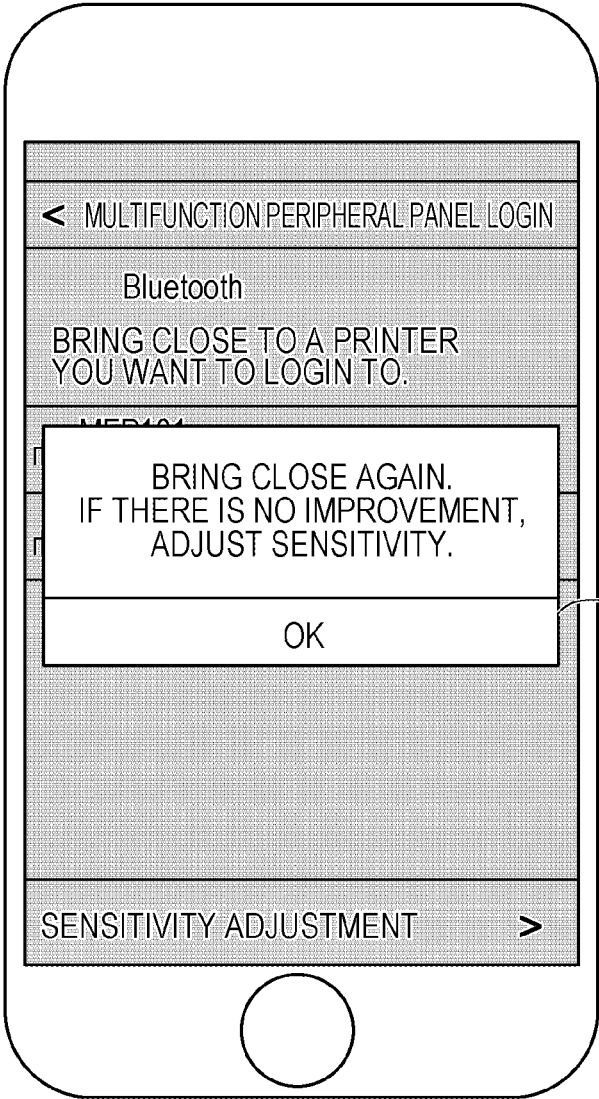 < MULTIFUNCTION PERIPHERAL PANEL LOGIN
Bluetooth
BRING CLOSE TO A PRINTER
YOU WANT TO LOGIN TO.
BRING CLOSE AGAIN.
IF THERE IS NO IMPROVEMENT,
ADJUST SENSITIVITY.
OK
SENSITIVITY ADJUSTMENT >